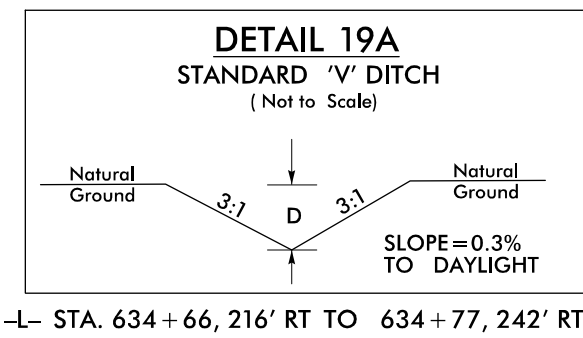 DETAIL 19A
STANDARD 'V' DITCH
( Not to Scale)
Natural
Ground
3:1
D
3:1
Natural
Ground
SLOPE=0.3%
TO DAYLIGHT
-L- STA. 634+66, 216' RT TO 634+77, 242' RT